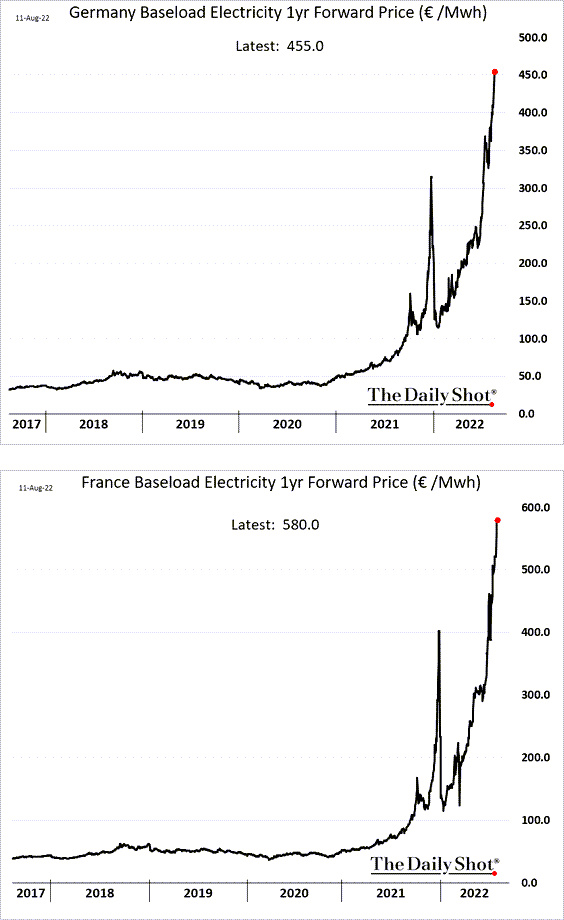 Germany Baseload Electricity 1yr Forward Price (€ /Mwh)
11-Aug-22
Latest: 455.0
500.0
450.0
400.0
350.0
300.0
250.0
200.0
150.0
100.0
50.0
0.0
The Daily Shot®
2017 2018 2019 2020 2021 2022
France Baseload Electricity 1yr Forward Price (€ /Mwh)
11-Aug-22
Latest: 580.0
600.0
500.0
400.0
300.0
200.0
100.0
0.0
The Daily Shot®
2017 2018 2019 2020 2021 2022